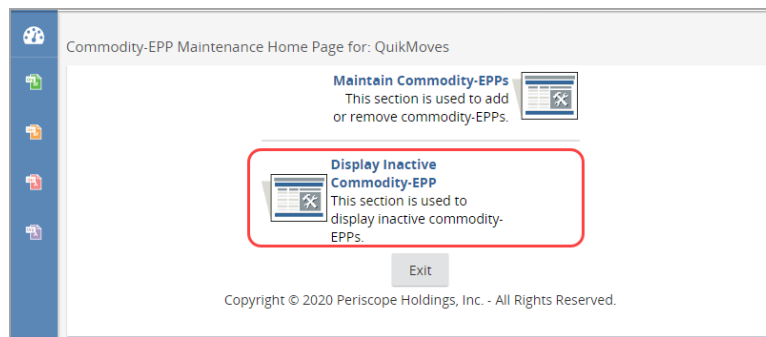 Commodity-EPP Maintenance Home Page for: QuikMoves
Maintain Commodity-EPPs
This section is used to add
or remove commodity-EPPs.
Display Inactive
Commodity-EPP
This section is used to
display inactive commodity-
EPPs.
Exit
Copyright © 2020 Periscope Holdings, Inc. - All Rights Reserved.